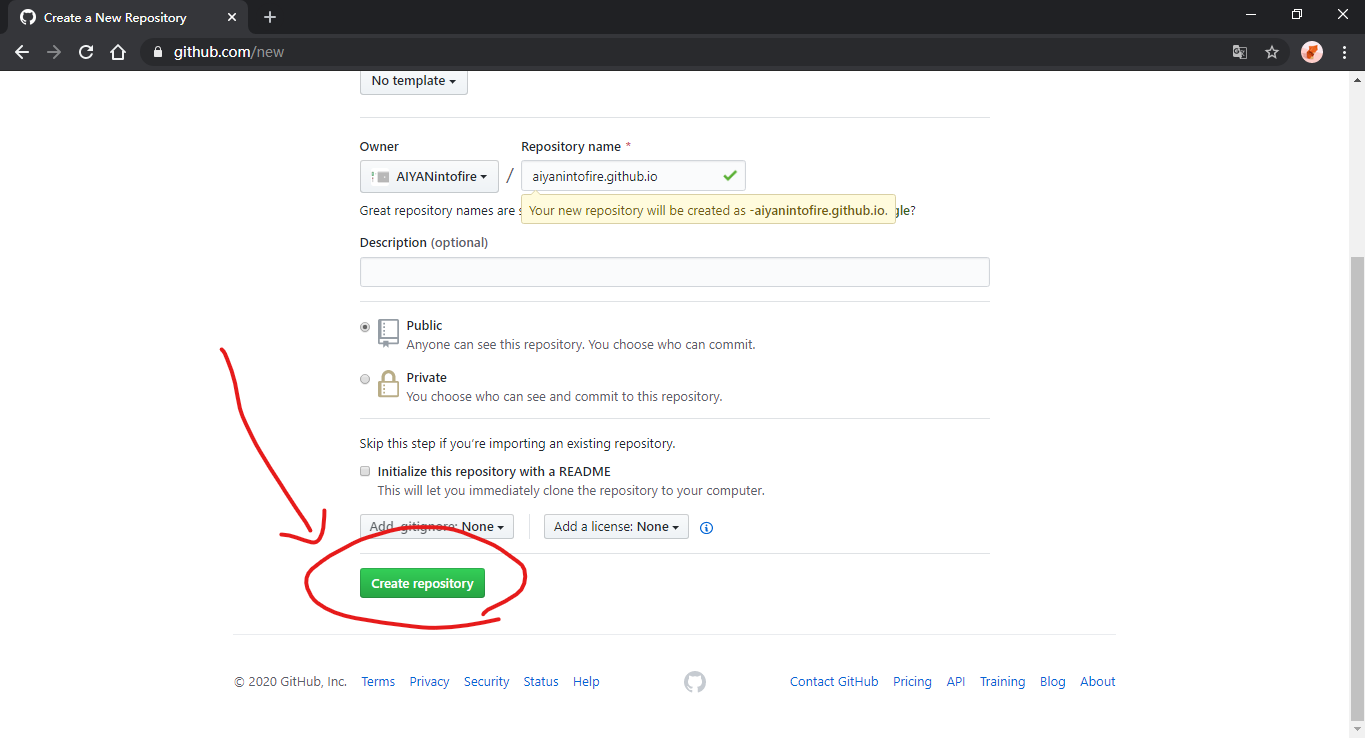 Create a New Repository
github.com/new
No template
Owner
Repository name *
AIYANintofire / aiyanintofire.github.io
Great repository names are s
Your new repository will be created as -aiyanintofire.github.io.
gle?
Description (optional)
Public
Anyone can see this repository. You choose who can commit.
Private
You choose who can see and commit to this repository.
Skip this step if you’re importing an existing repository.
Initialize this repository with a README
This will let you immediately clone the repository to your computer.
Add .gitignore: None
Add a license: None
Create repository
© 2020 GitHub, Inc. Terms Privacy Security Status Help Contact GitHub Pricing API Training Blog About